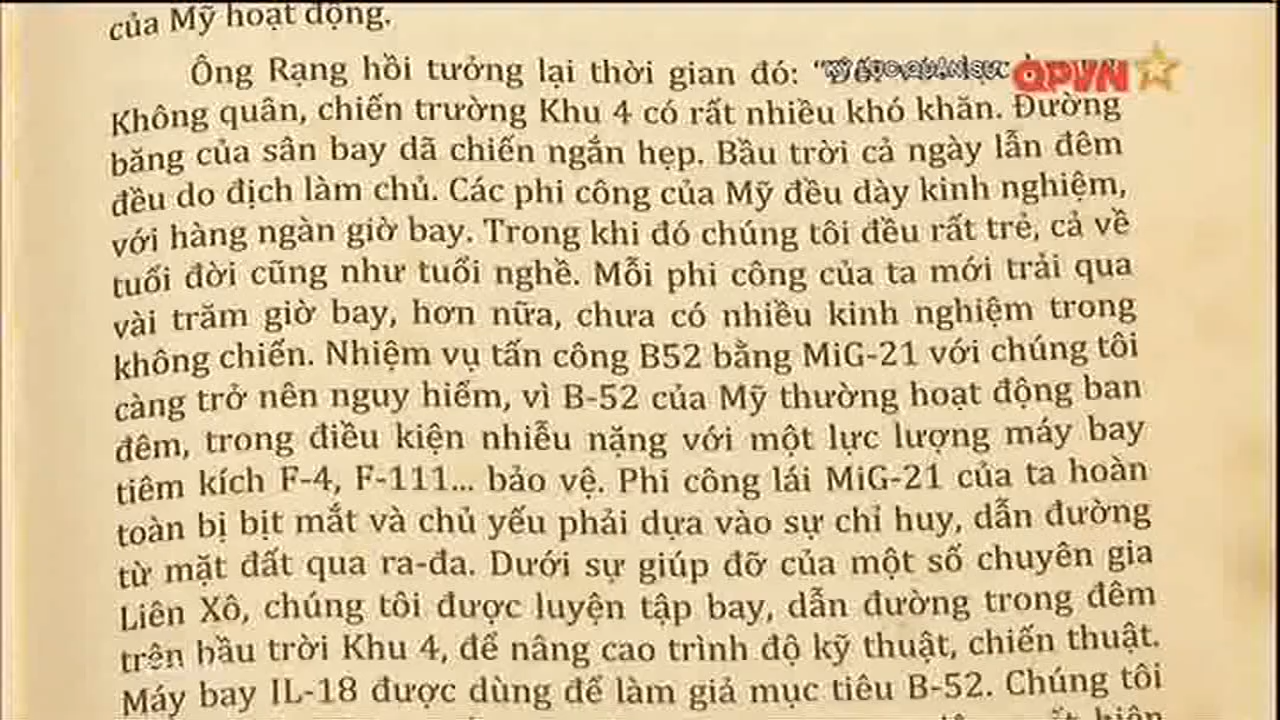 của Mỹ hoạt động.
Ông Rạng hồi tưởng lại thời gian đó: "
QPVN
Không quân, chiến trường Khu 4 có rất nhiều khó khăn. Đường
băng của sân bay dã chiến ngắn hẹp. Bầu trời cả ngày lẫn đêm
đều do địch làm chủ. Các phi công của Mỹ đều dày kinh nghiệm,
với hàng ngàn giờ bay. Trong khi đó chúng tôi đều rất trẻ, cả về
tuổi đời cũng như tuổi nghề. Mỗi phi công của ta mới trải qua
vài trăm giờ bay, hơn nữa, chưa có nhiều kinh nghiệm trong
không chiến. Nhiệm vụ tấn công B52 bằng MiG-21 với chúng tôi
càng trở nên nguy hiểm, vì B-52 của Mỹ thường hoạt động ban
đêm, trong điều kiện nhiễu nặng với một lực lượng máy bay
tiêm kích F-4, F-111... bảo vệ. Phi công lái MiG-21 của ta hoàn
toàn bị bịt mắt và chủ yếu phải dựa vào sự chỉ huy, dẫn đường
từ mặt đất qua ra-đa. Dưới sự giúp đỡ của một số chuyên gia
Liên Xô, chúng tôi được luyện tập bay, dẫn đường trong đêm
trên bầu trời Khu 4, để nâng cao trình độ kỹ thuật, chiến thuật.
Máy bay IL-18 được dùng để làm giả mục tiêu B-52. Chúng tôi